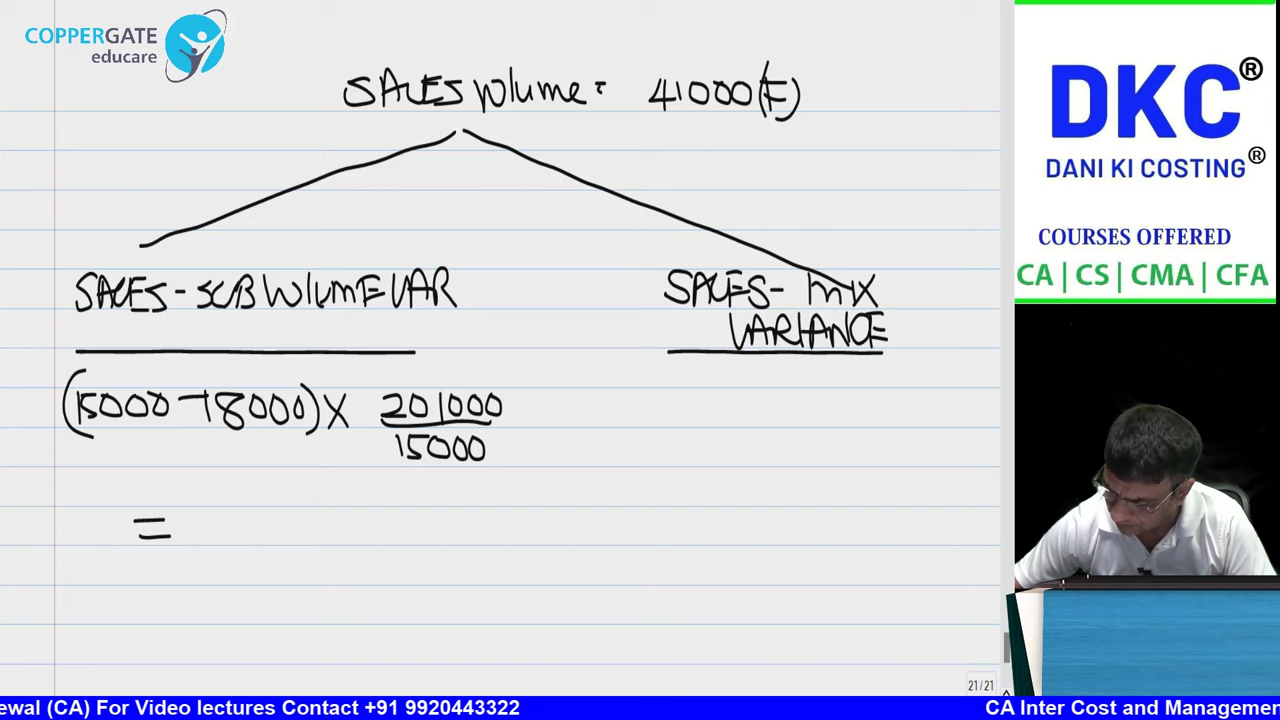 COPPERGATE
educare
SALES Volume = 41000(F)
SALES - SUB VOLUME VAR
SALES - MIX
VARIANCE
(15000 - 18000) X 201000
15000
=
21/21
DKC®
DANI KI COSTING®
COURSES OFFERED
CA | CS | CMA | CFA
ewal (CA) For Video lectures Contact +91 9920443322
CA Inter Cost and Managemen